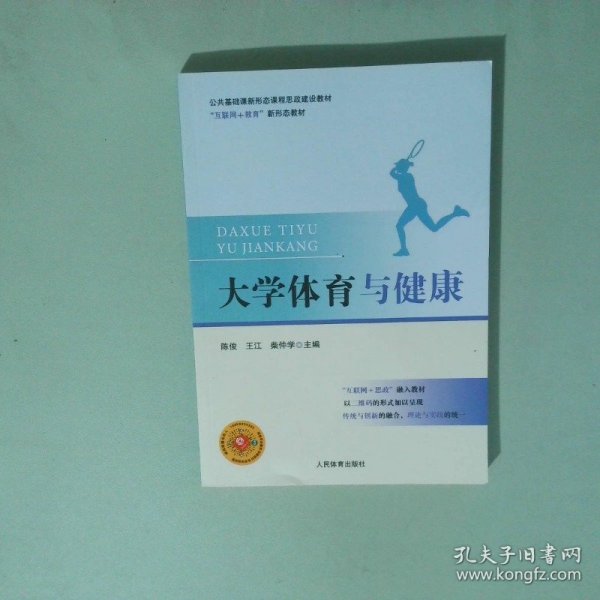 公共基础课新形态课程思政建设教材
“互联网+教育”新形态教材
DAXUE TIYU
YU JIANKANG
大学体育与健康
陈俊 王江 柴仲学◎主编
“互联网+思政”融入教材
以二维码的形式加以呈现
传统与创新的融合、理论与实践的统一
人民体育出版社
孔夫子旧书网
www.kongfz.com